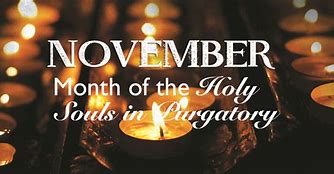 NOVEMBER
Month of the Holy
Souls in Purgatory